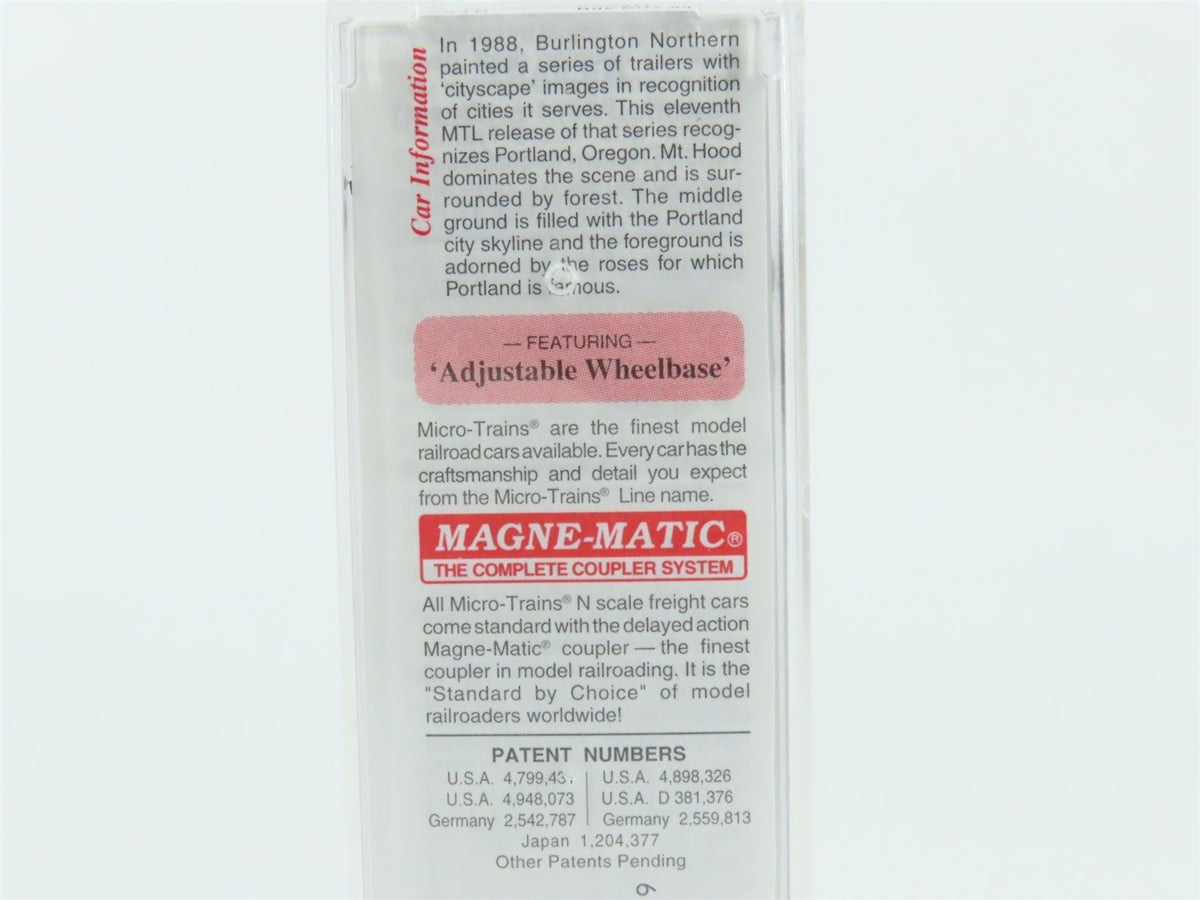 Car Information
In 1988, Burlington Northern
painted a series of trailers with
‘cityscape’ images in recognition
of cities it serves. This eleventh
MTL release of that series recog-
nizes Portland, Oregon. Mt. Hood
dominates the scene and is sur-
rounded by forest. The middle
ground is filled with the Portland
city skyline and the foreground is
adorned by the roses for which
Portland is famous.
— FEATURING —
‘Adjustable Wheelbase’
Micro-Trains® are the finest model
railroad cars available. Every car has the
craftsmanship and detail you expect
from the Micro-Trains® Line name.
MAGNE-MATIC®
THE COMPLETE COUPLER SYSTEM
All Micro-Trains® N scale freight cars
come standard with the delayed action
Magne-Matic® coupler — the finest
coupler in model railroading. It is the
"Standard by Choice" of model
railroaders worldwide!
PATENT NUMBERS
U.S.A. 4,799,43 | U.S.A. 4,898,326
U.S.A. 4,948,073 | U.S.A. D 381,376
Germany 2,542,787 | Germany 2,559,813
Japan 1,204,377
Other Patents Pending